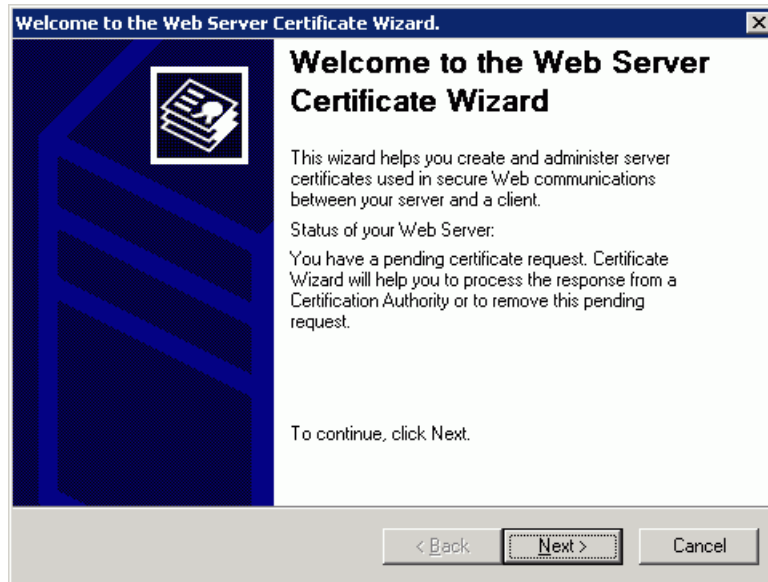 Welcome to the Web Server Certificate Wizard.
Welcome to the Web Server
Certificate Wizard
This wizard helps you create and administer server
certificates used in secure Web communications
between your server and a client.
Status of your Web Server:
You have a pending certificate request. Certificate
Wizard will help you to process the response from a
Certification Authority or to remove this pending
request.
To continue, click Next.
< Back Next > Cancel